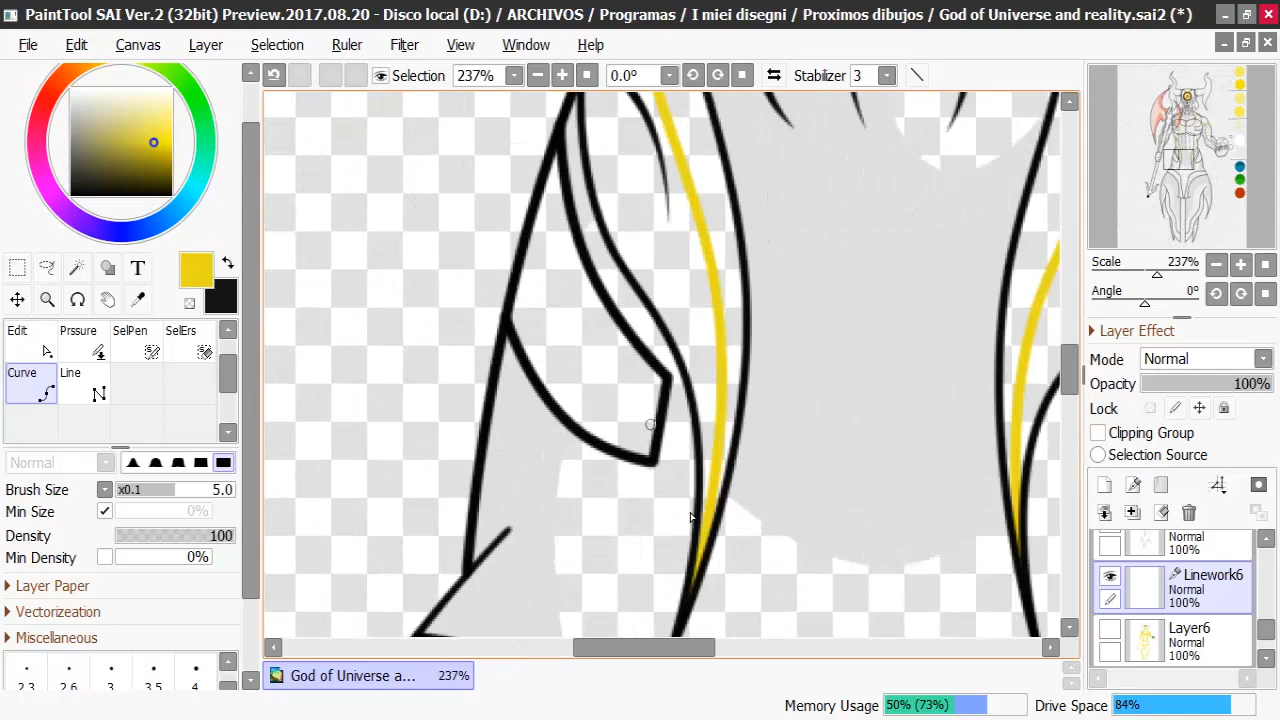 PaintTool SAI Ver.2 (32bit) Preview.2017.08.20 - Disco local (D:) / ARCHIVOS / Programas / I miei disegni / Proximos dibujos / God of Universe and reality.sai2 (*)
File Edit Canvas Layer Selection Ruler Filter View Window Help
Selection 237% 0.0° Stabilizer 3
T
Scale 237%
Angle 0°
Edit Prssure SelPen SelErs
Curve Line
Layer Effect
Mode Normal
Opacity 100%
Lock
Clipping Group
Selection Source
Normal
Brush Size x0.1 5.0
Min Size 0%
Density 100
Min Density 0%
Layer Paper
Vectorization
Miscellaneous
2.3 2.6 3 3.5 4
Normal
100%
Linework6
Normal
100%
Layer6
Normal
100%
God of Universe a... 237%
Memory Usage 50% (73%) Drive Space 84%